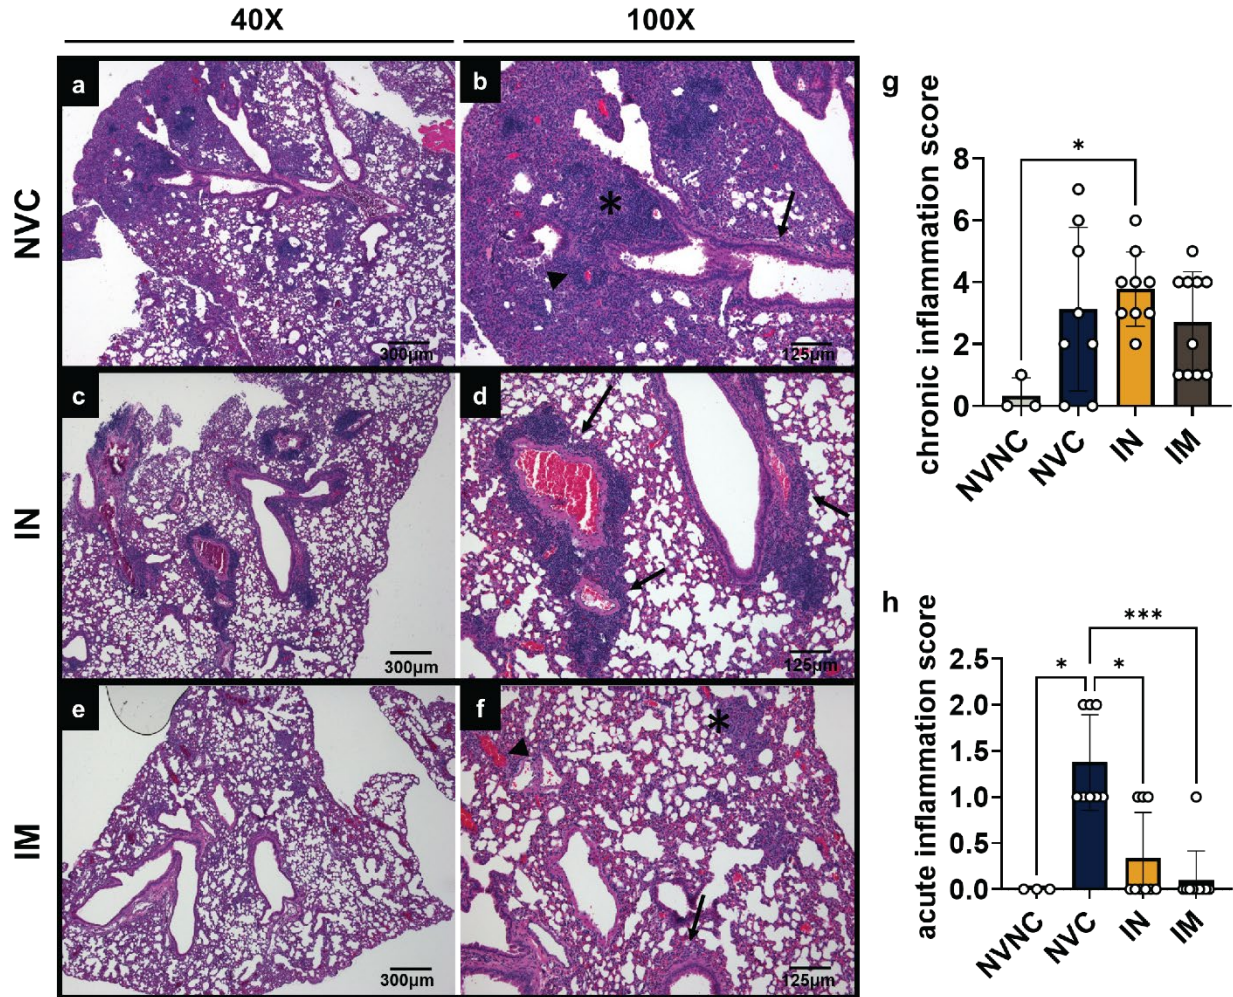 40X 100X
NVC
a
300µm
b
*
125µm
IN
c
300µm
d
125µm
IM
e
300µm
f
*
125µm
g
chronic inflammation score
8
6
4
2
0
*
NVNC NVC IN IM
h
acute inflammation score
2.5
2.0
1.5
1.0
0.5
0.0
***
* *
NVNC NVC IN IM